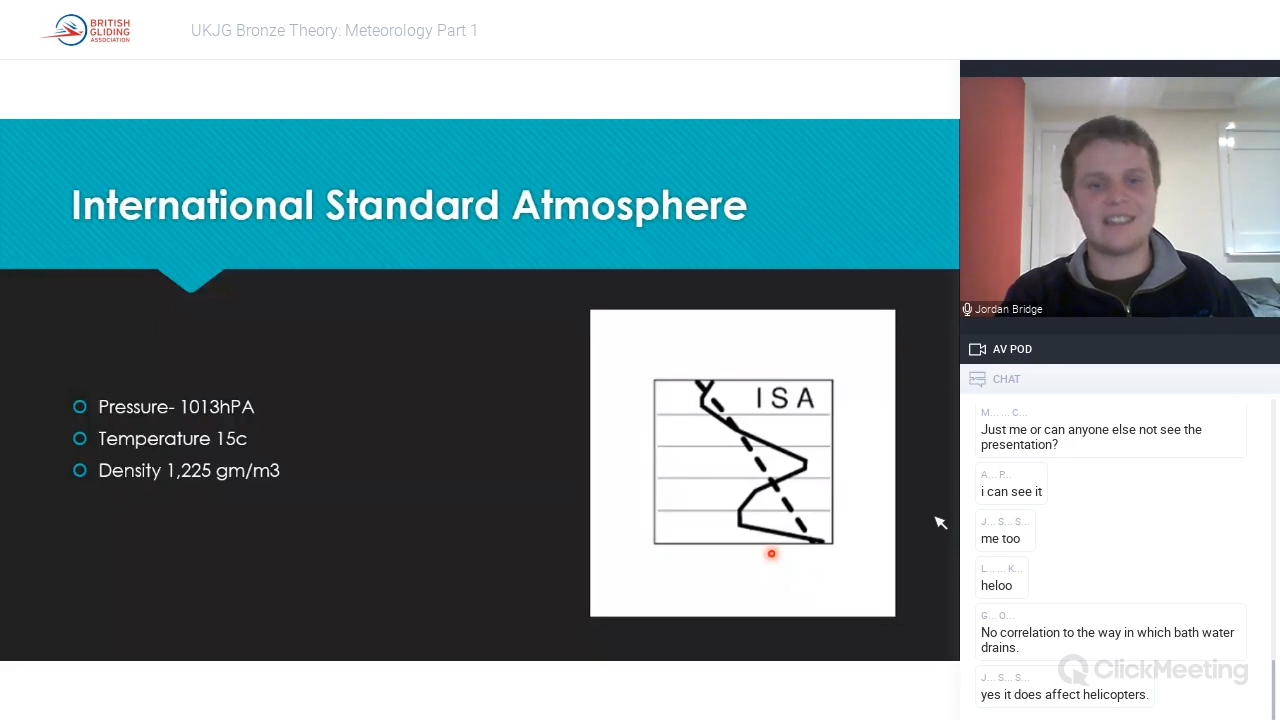 BRITISH
GLIDING
ASSOCIATION
UKJG Bronze Theory: Meteorology Part 1
International Standard Atmosphere
Pressure- 1013hPA
Temperature 15c
Density 1,225 gm/m3
ISA
Jordan Bridge
AV POD
CHAT
M... ... C...
Just me or can anyone else not see the
presentation?
A... P...
i can see it
J... S... S...
me too
L... ... K...
heloo
G... O...
No correlation to the way in which bath water
drains.
J... S... S...
yes it does affect helicopters.
ClickMeeting